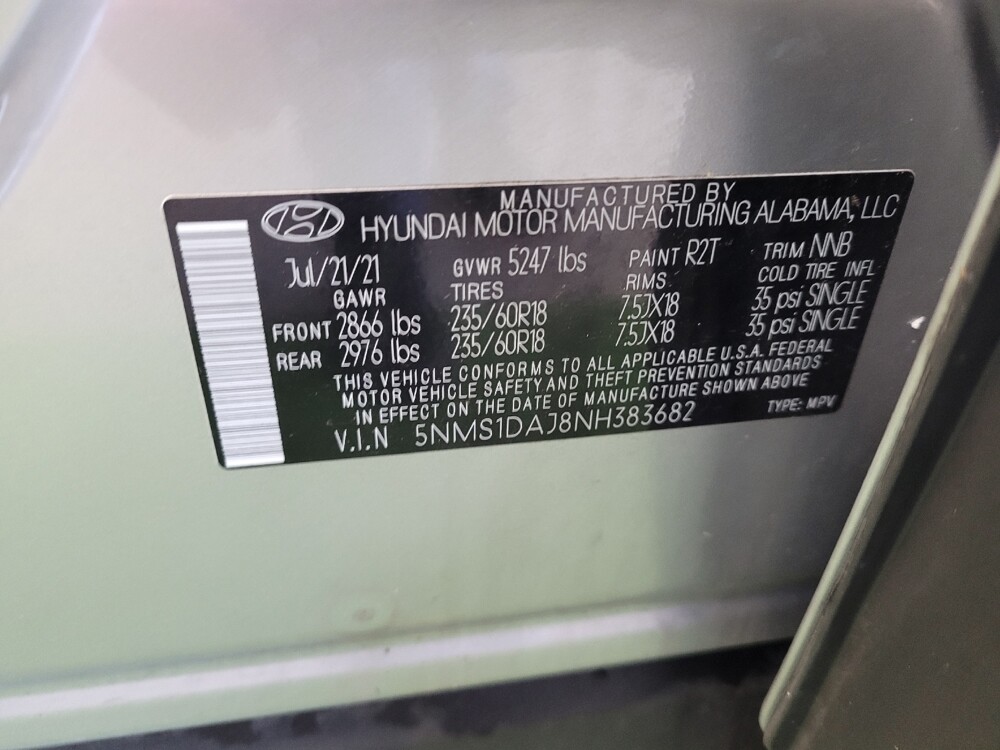 MANUFACTURED BY
HYUNDAI MOTOR MANUFACTURING ALABAMA, LLC
Jul/21/21 GVWR 5247 lbs PAINT R2T TRIM NNB
GAWR TIRES RIMS COLD TIRE INFL
FRONT 2866 lbs 235/60R18 7.5JX18 35 psi SINGLE
REAR 2976 lbs 235/60R18 7.5JX18 35 psi SINGLE
THIS VEHICLE CONFORMS TO ALL APPLICABLE U.S.A. FEDERAL
MOTOR VEHICLE SAFETY AND THEFT PREVENTION STANDARDS
IN EFFECT ON THE DATE OF MANUFACTURE SHOWN ABOVE
V.I.N 5NMS1DAJ8NH383682 TYPE: MPV